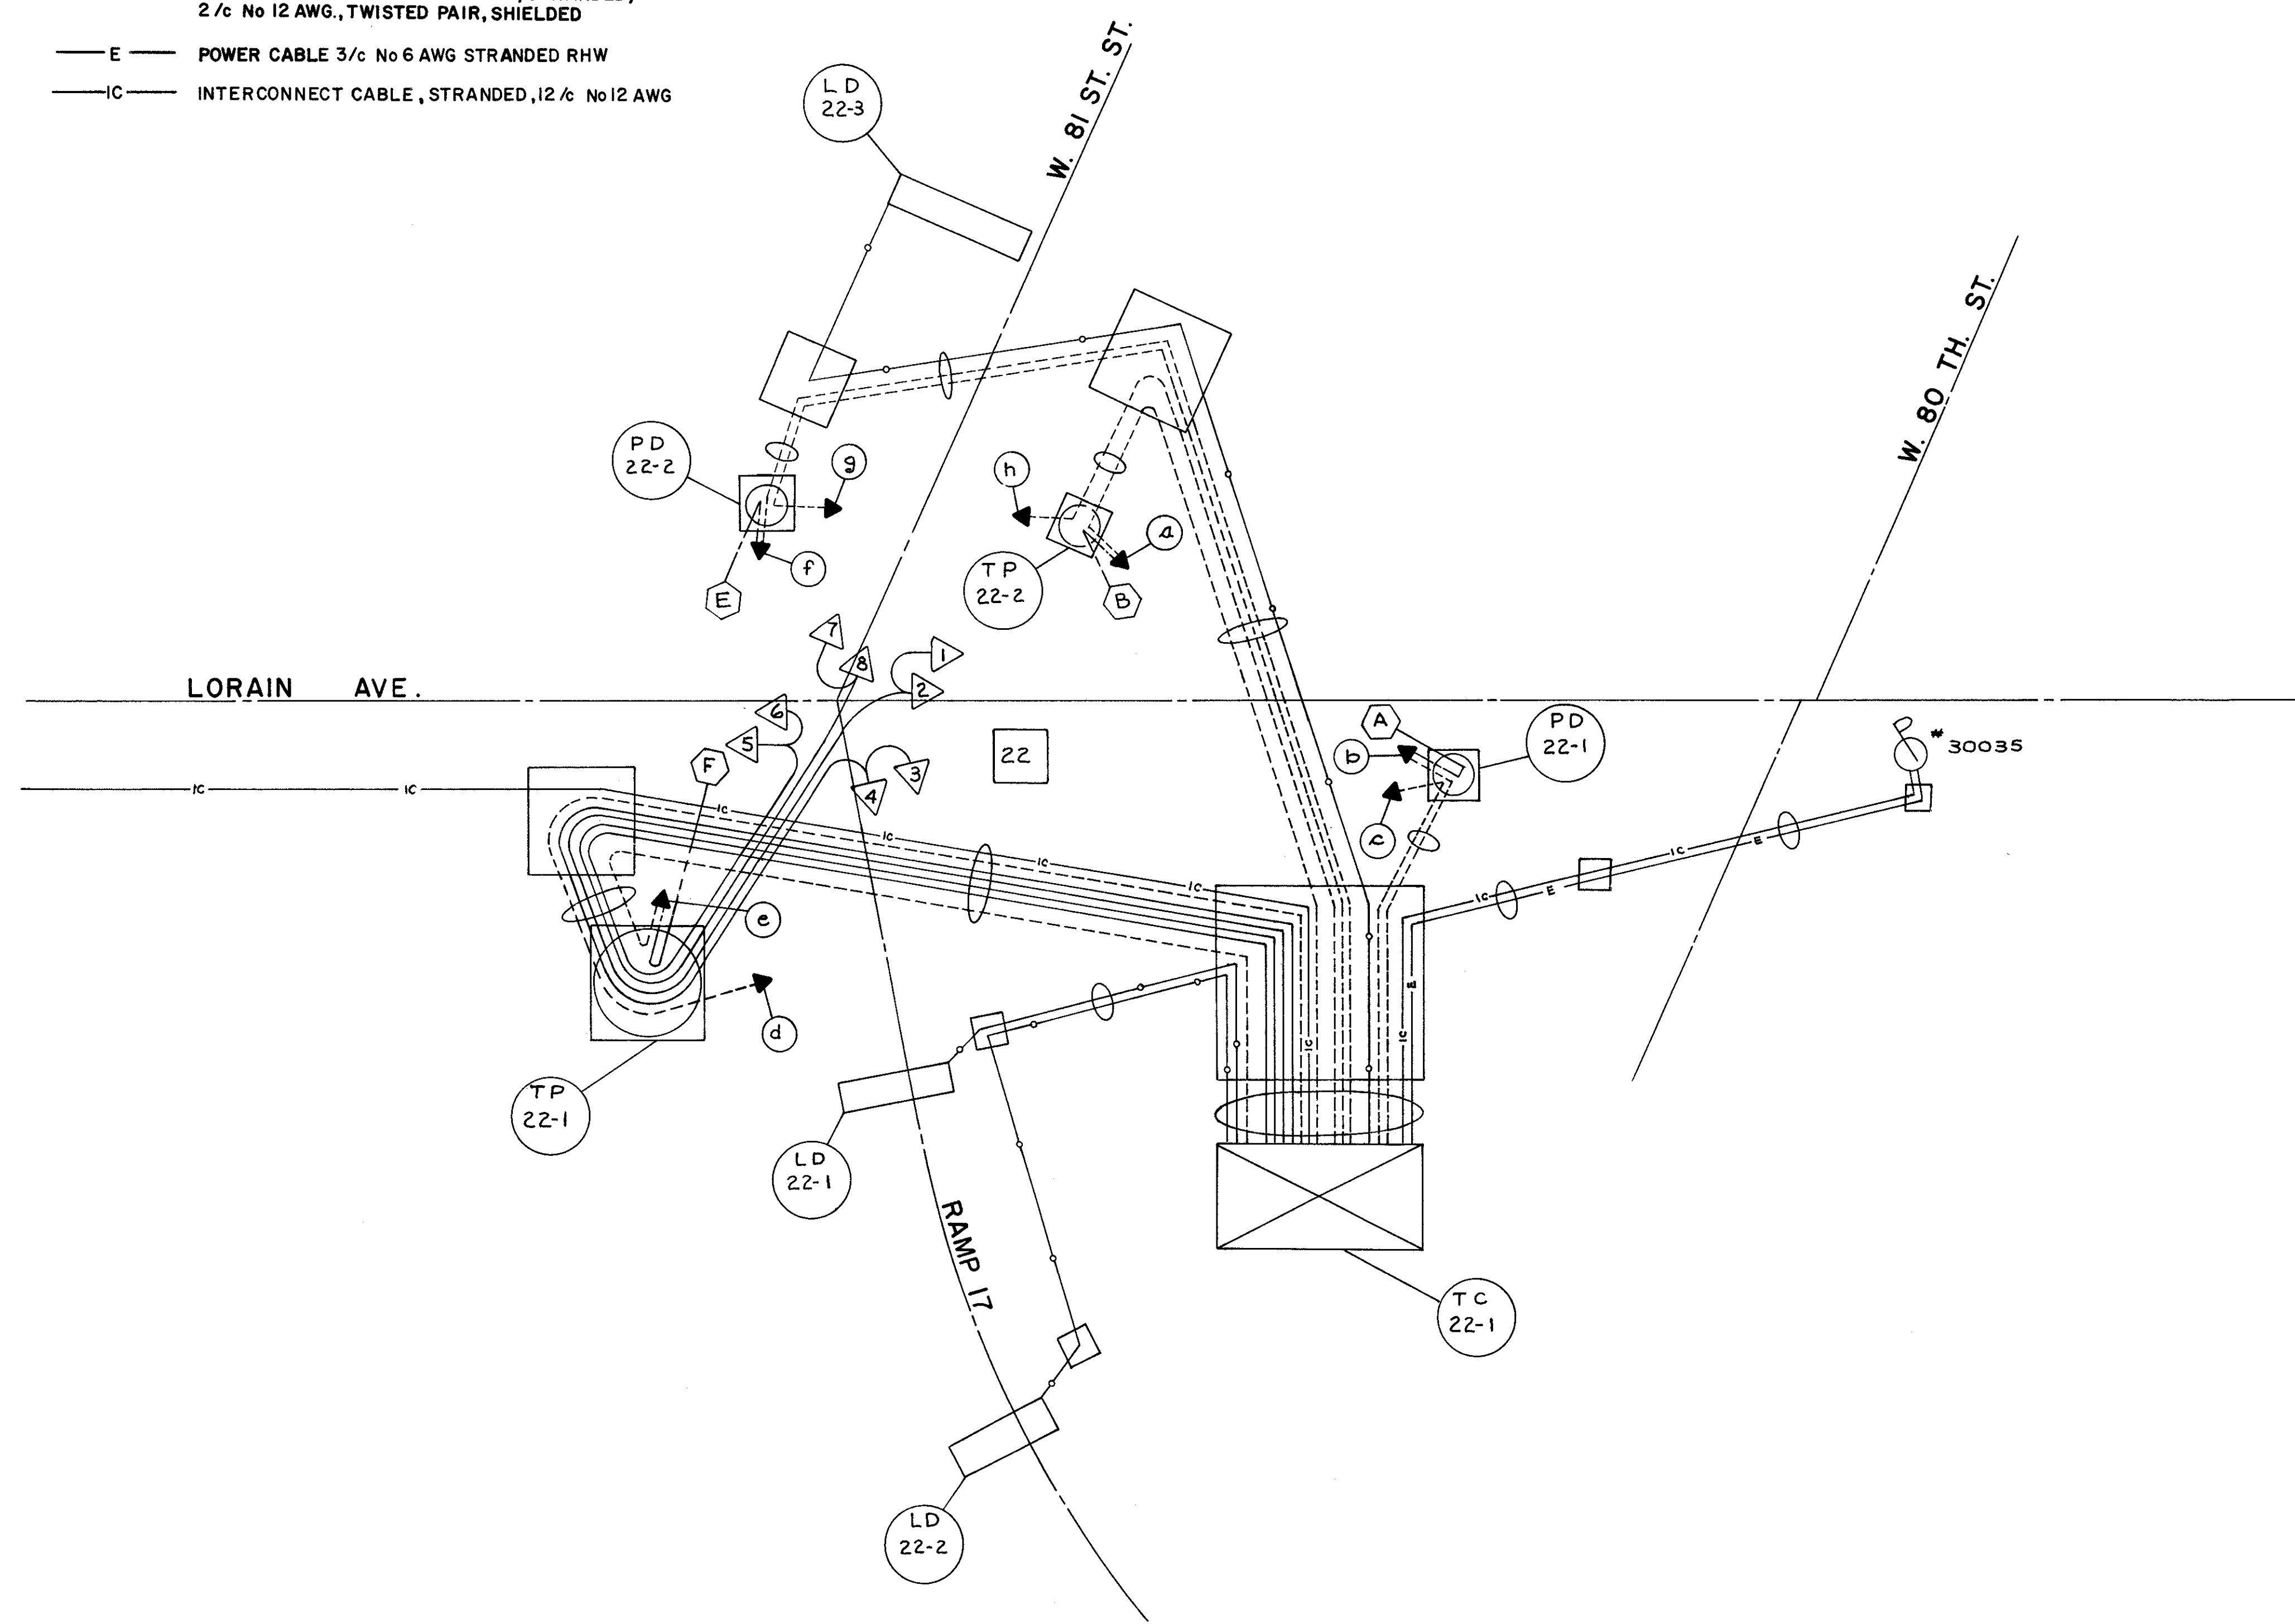 2/c No 12 AWG., TWISTED PAIR, SHIELDED
E POWER CABLE 3/c No 6 AWG STRANDED RHW
IC INTERCONNECT CABLE, STRANDED, 12/c No 12 AWG
LD
22-3
W. 81 ST. ST.
W. 80 TH. ST.
PD
22-2
g
h
a
f
E
TP
22-2
B
7
8
1
2
LORAIN AVE.
6
5
F
4
3
22
A
b
c
PD
22-1
# 30035
IC
IC
IC
IC
IC
IC
IC
E
IC
E
e
d
E
IC
IC
TP
22-1
LD
22-1
RAMP 17
TC
22-1
LD
22-2